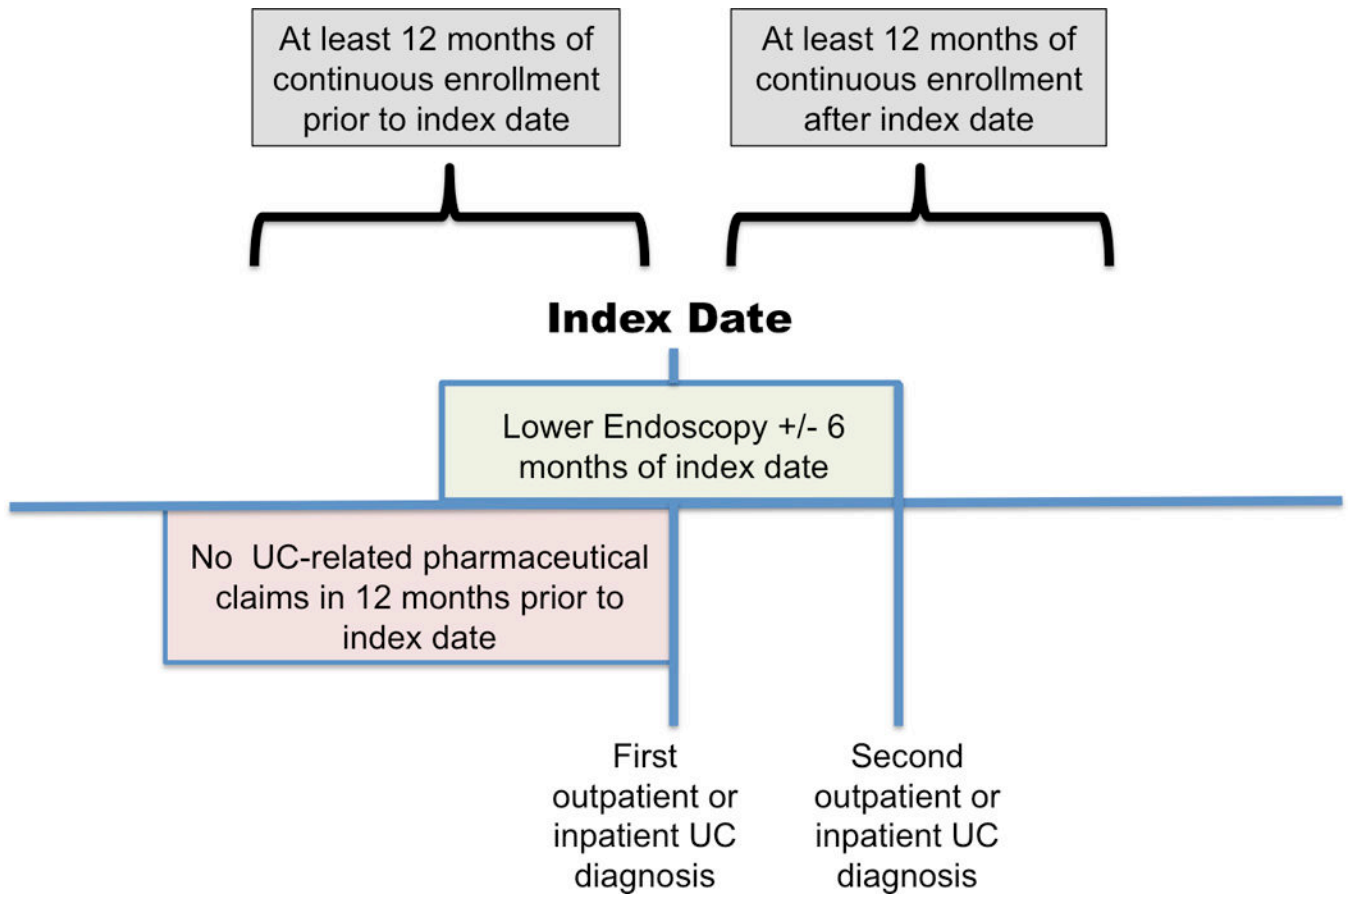 At least 12 months of
continuous enrollment
prior to index date
At least 12 months of
continuous enrollment
after index date
Index Date
Lower Endoscopy +/- 6
months of index date
No  UC-related pharmaceutical
claims in 12 months prior to
index date
First
outpatient or
inpatient UC
diagnosis
Second
outpatient or
inpatient UC
diagnosis